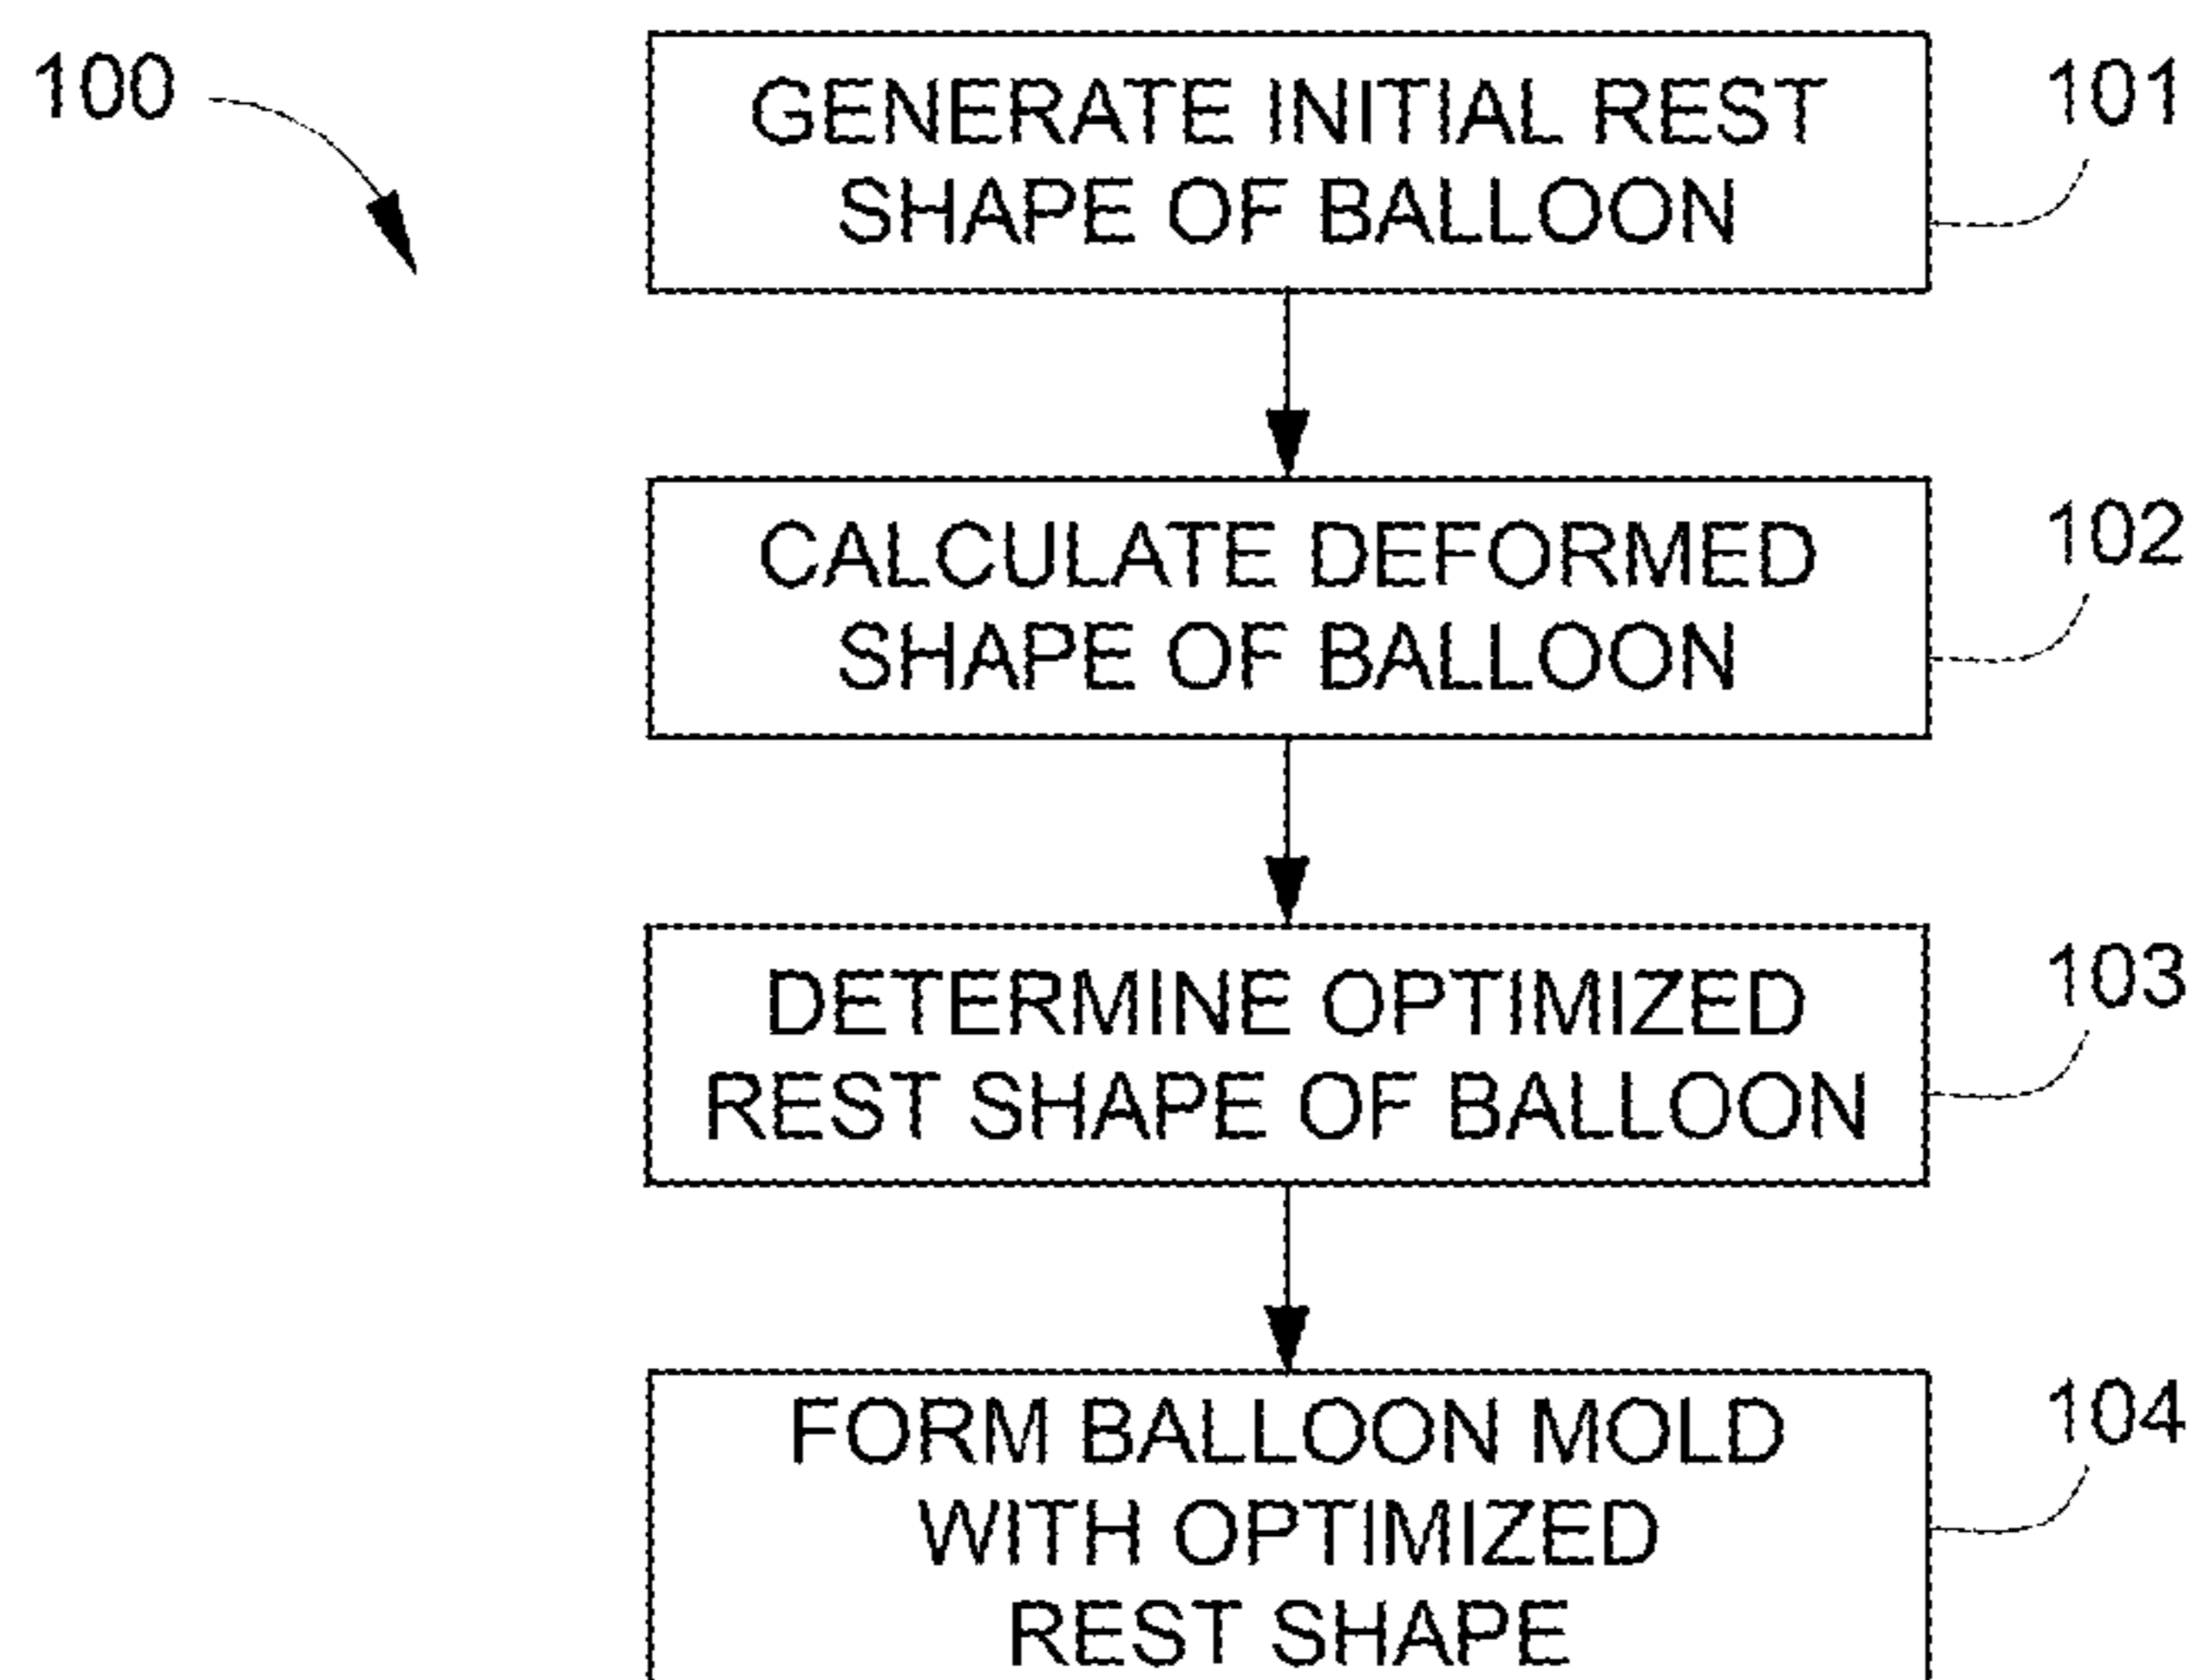 100
GENERATE INITIAL REST
SHAPE OF BALLOON
101
CALCULATE DEFORMED
SHAPE OF BALLOON
102
DETERMINE OPTIMIZED
REST SHAPE OF BALLOON
103
FORM BALLOON MOLD
WITH OPTIMIZED
REST SHAPE
104